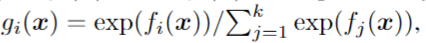 g_i(x) = exp(f_i(x))/∑_{j=1}^{k} exp(f_j(x)),